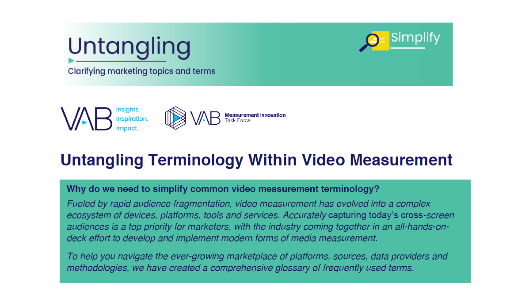 Untangling
Clarifying marketing topics and terms
Simplify
VAB
Insights.
Inspiration.
Impact.
VAB
Measurement Innovation
Task Force
Untangling Terminology Within Video Measurement
Why do we need to simplify common video measurement terminology?
Fueled by rapid audience fragmentation, video measurement has evolved into a complex
ecosystem of devices, platforms, tools and services. Accurately capturing today's cross-screen
audiences is a top priority for marketers, with the industry coming together in an all-hands-on-
deck effort to develop and implement modern forms of media measurement.
To help you navigate the ever-growing marketplace of platforms, sources, data providers and
methodologies, we have created a comprehensive glossary of frequently used terms.